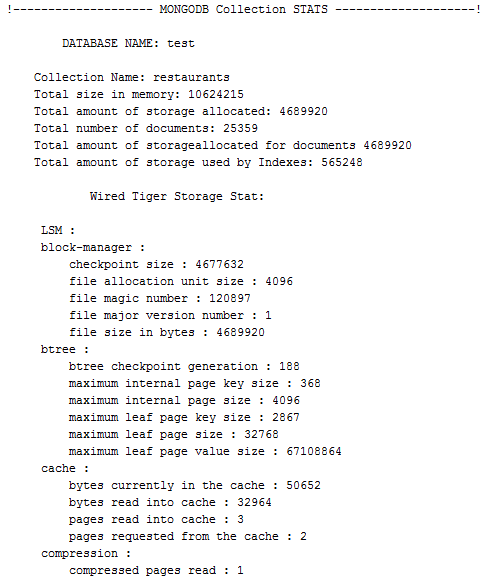 !-------------------- MONGODB Collection STATS --------------------!
DATABASE NAME: test
Collection Name: restaurants
Total size in memory: 10624215
Total amount of storage allocated: 4689920
Total number of documents: 25359
Total amount of storageallocated for documents 4689920
Total amount of storage used by Indexes: 565248
Wired Tiger Storage Stat:
LSM :
block-manager :
checkpoint size : 4677632
file allocation unit size : 4096
file magic number : 120897
file major version number : 1
file size in bytes : 4689920
btree :
btree checkpoint generation : 188
maximum internal page key size : 368
maximum internal page size : 4096
maximum leaf page key size : 2867
maximum leaf page size : 32768
maximum leaf page value size : 67108864
cache :
bytes currently in the cache : 50652
bytes read into cache : 32964
pages read into cache : 3
pages requested from the cache : 2
compression :
compressed pages read : 1